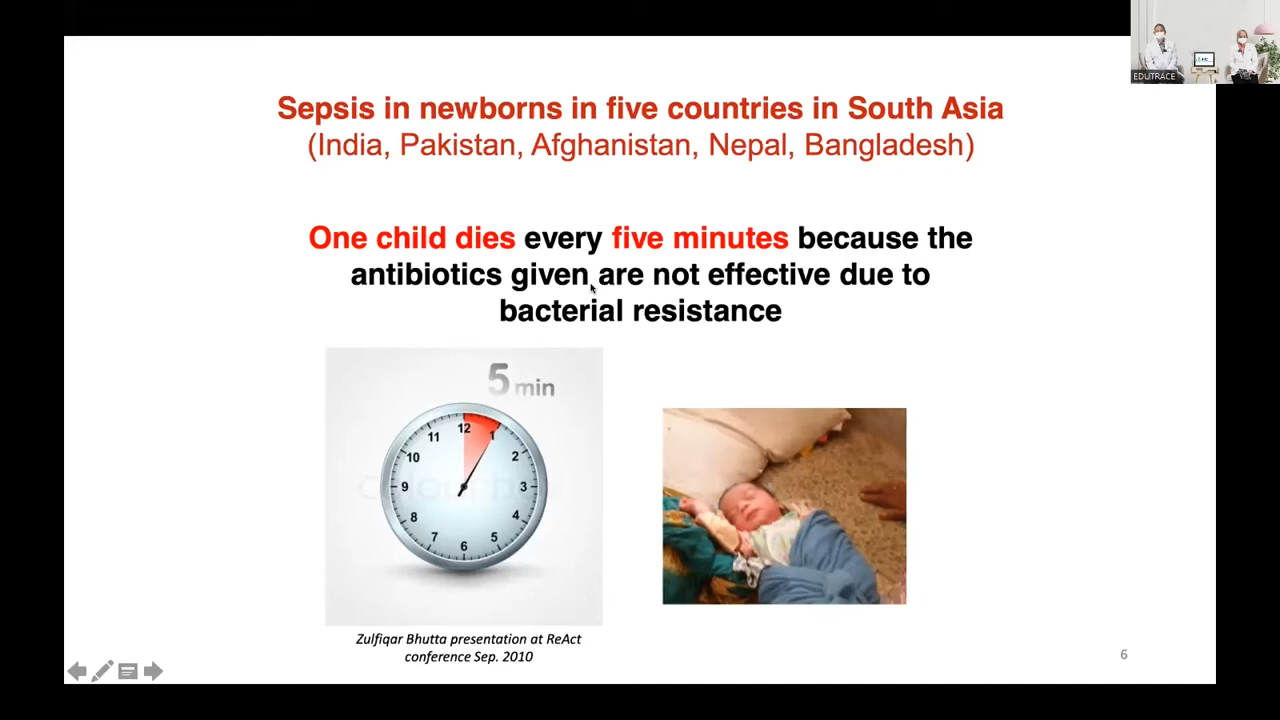 EDUTRACE
Sepsis in newborns in five countries in South Asia
(India, Pakistan, Afghanistan, Nepal, Bangladesh)
One child dies every five minutes because the
antibiotics given are not effective due to
bacterial resistance
5 min
12
1
2
3
4
5
6
7
8
9
10
11
Zulfiqar Bhutta presentation at ReAct
conference Sep. 2010
6